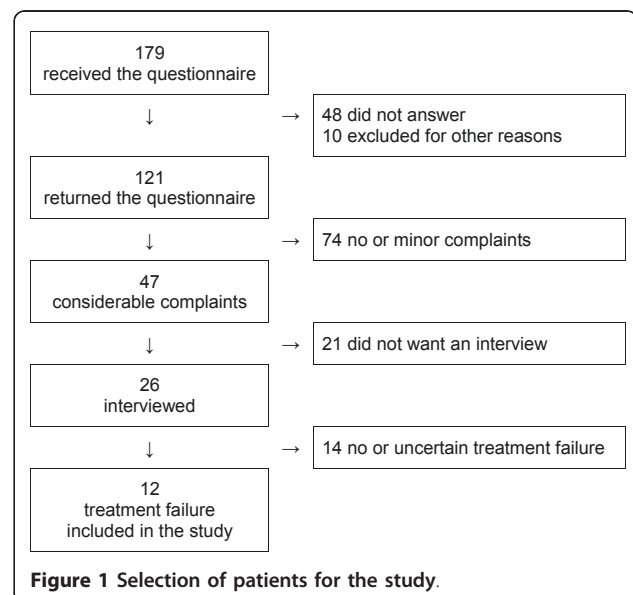 179
received the questionnaire
↓
→
48 did not answer
10 excluded for other reasons
121
returned the questionnaire
↓
→
74 no or minor complaints
47
considerable complaints
↓
→
21 did not want an interview
26
interviewed
↓
→
14 no or uncertain treatment failure
12
treatment failure
included in the study
Figure 1 Selection of patients for the study.